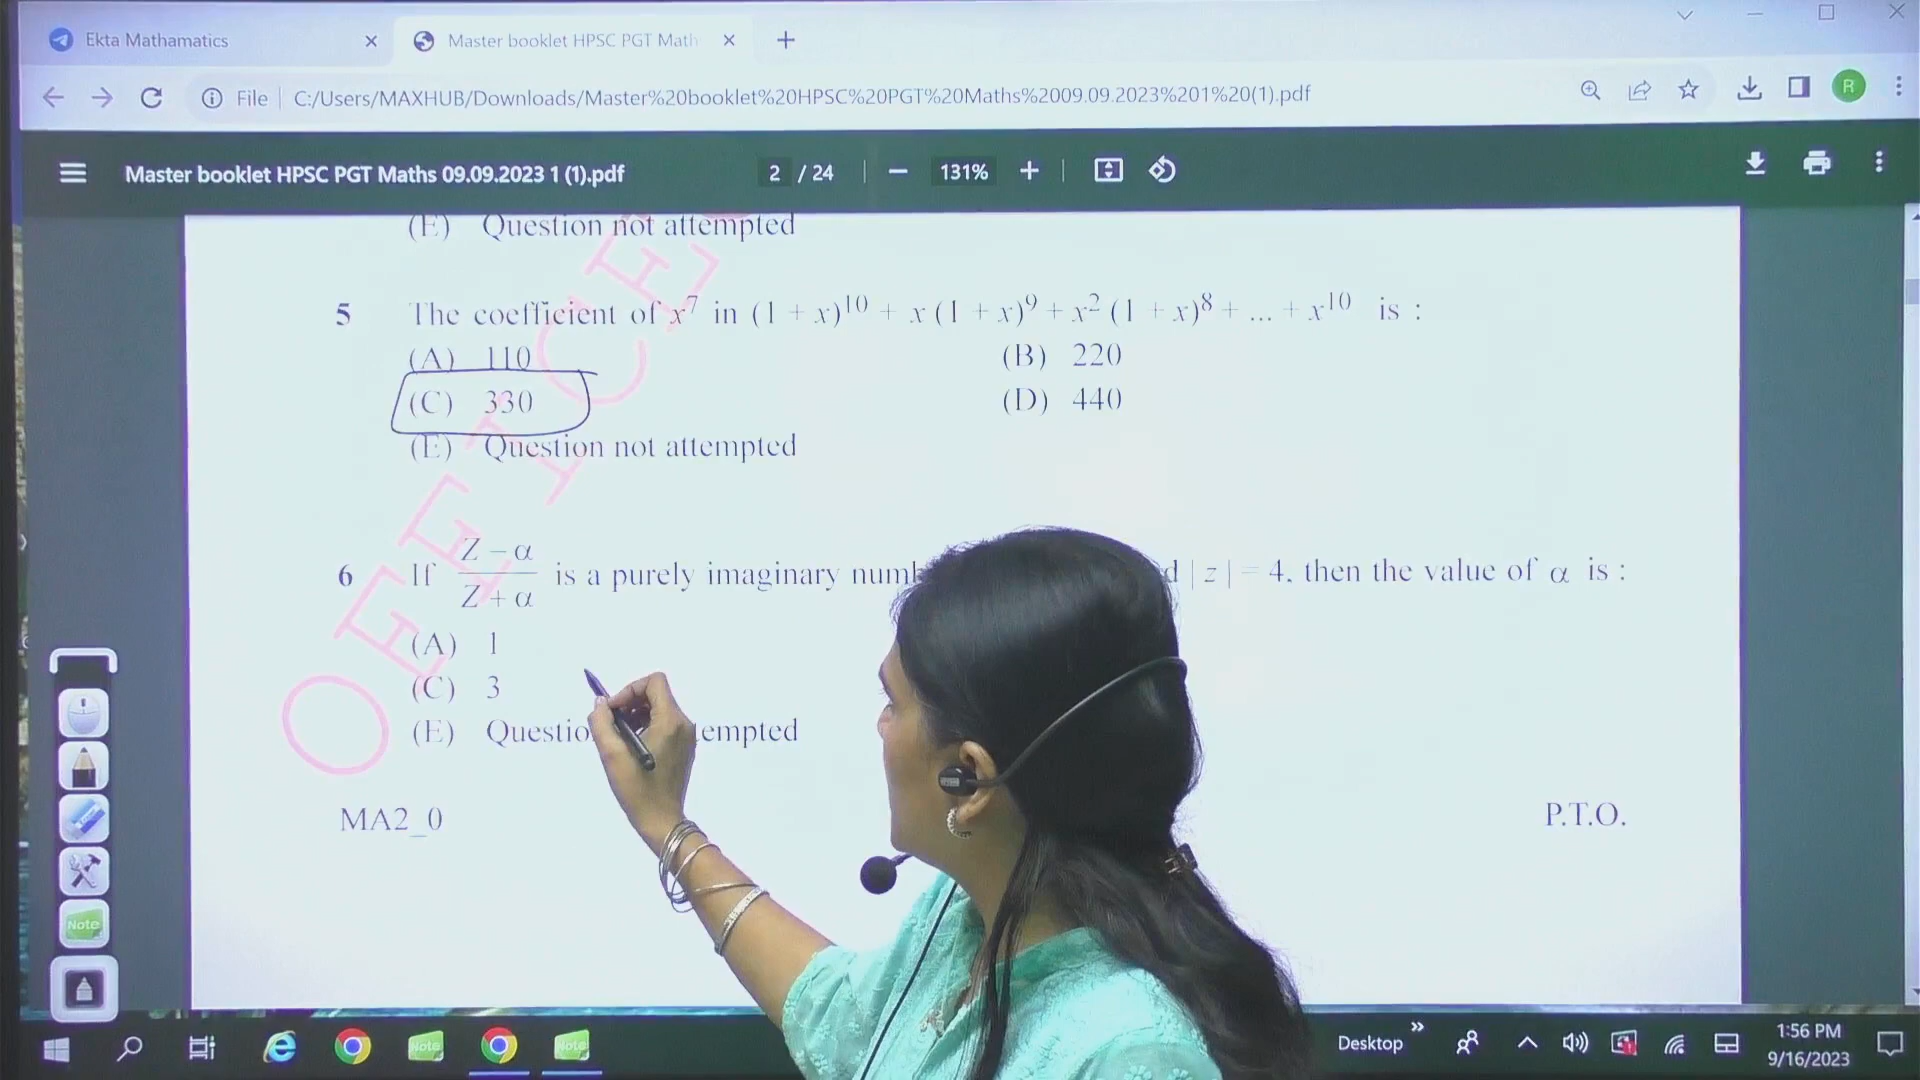 Ekta Mathamatics
Master booklet HPSC PGT Math
File C:/Users/MAXHUB/Downloads/Master%20booklet%20HPSC%20PGT%20Maths%2009.09.2023%201%20(1).pdf
R
Master booklet HPSC PGT Maths 09.09.2023 1 (1).pdf 2 / 24 131%
(E) Question not attempted
5 The coefficient of x⁷ in (1 + x)¹⁰ + x (1 + x)⁹ + x² (1 + x)⁸ + ... + x¹⁰ is :
(A) 110 (B) 220
(C) 330 (D) 440
(E) Question not attempted
6 If (Z − α)/(Z + α) is a purely imaginary | z | = 4, then the value of α is :
(A) 1
(C) 3
(E) empted
MA2_0 P.T.O.
Note
Note Note Desktop 1:56 PM
9/16/2023